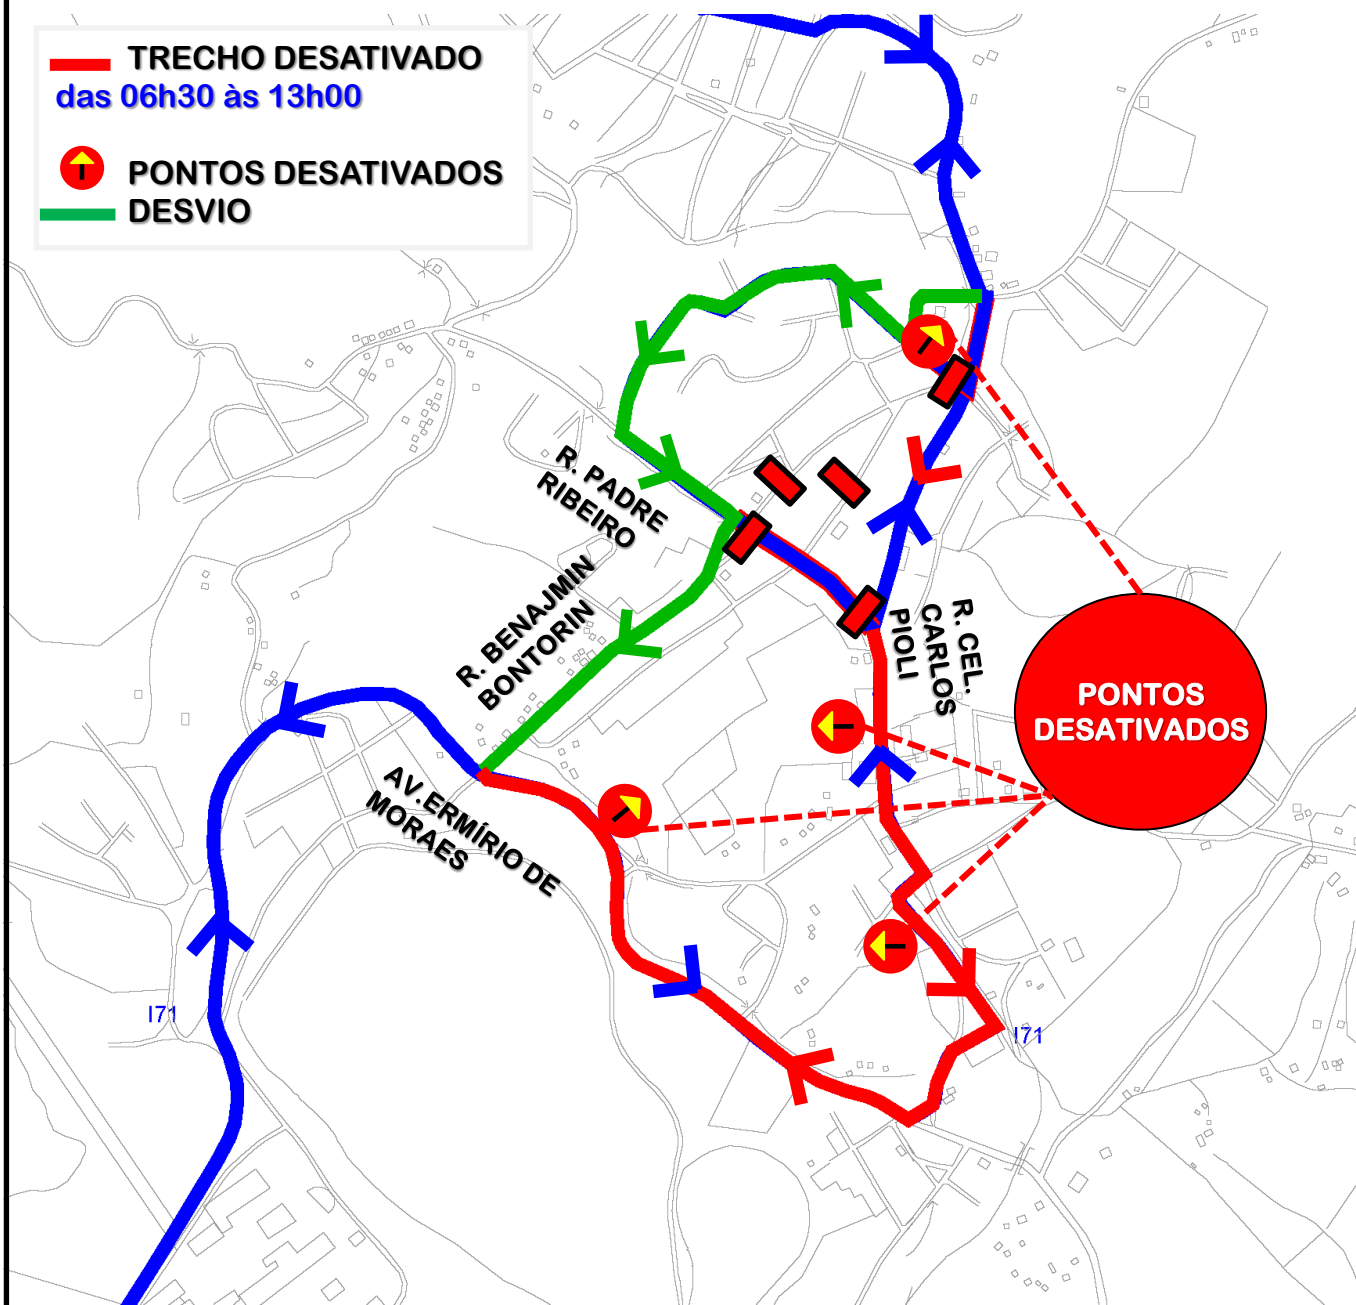 TRECHO DESATIVADO
das 06h30 às 13h00
PONTOS DESATIVADOS
DESVIO
R. PADRE
RIBEIRO
R. BENAJMIN
BONTORIN
R. CEL.
CARLOS
PIOLI
PONTOS
DESATIVADOS
AV.ERMÍRIO DE
MORAES
I71
I71